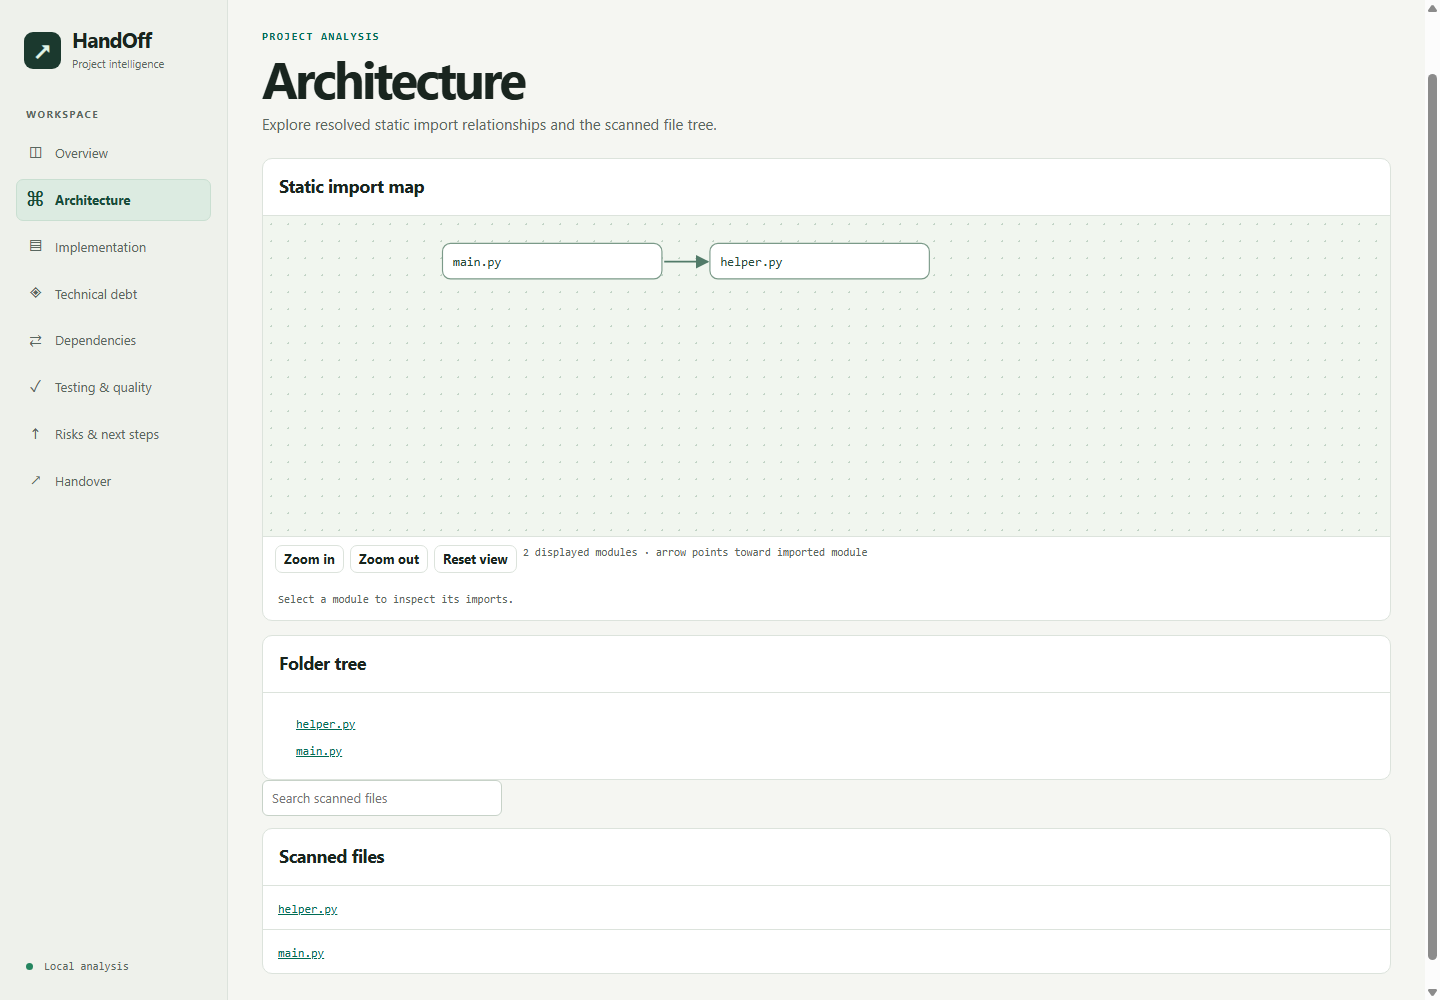 HandOff
Project intelligence
WORKSPACE
Overview
Architecture
Implementation
Technical debt
Dependencies
Testing & quality
Risks & next steps
Handover
Local analysis
PROJECT ANALYSIS
Architecture
Explore resolved static import relationships and the scanned file tree.
Static import map
main.py
helper.py
Zoom in
Zoom out
Reset view
2 displayed modules · arrow points toward imported module
Select a module to inspect its imports.
Folder tree
helper.py
main.py
Search scanned files
Scanned files
helper.py
main.py